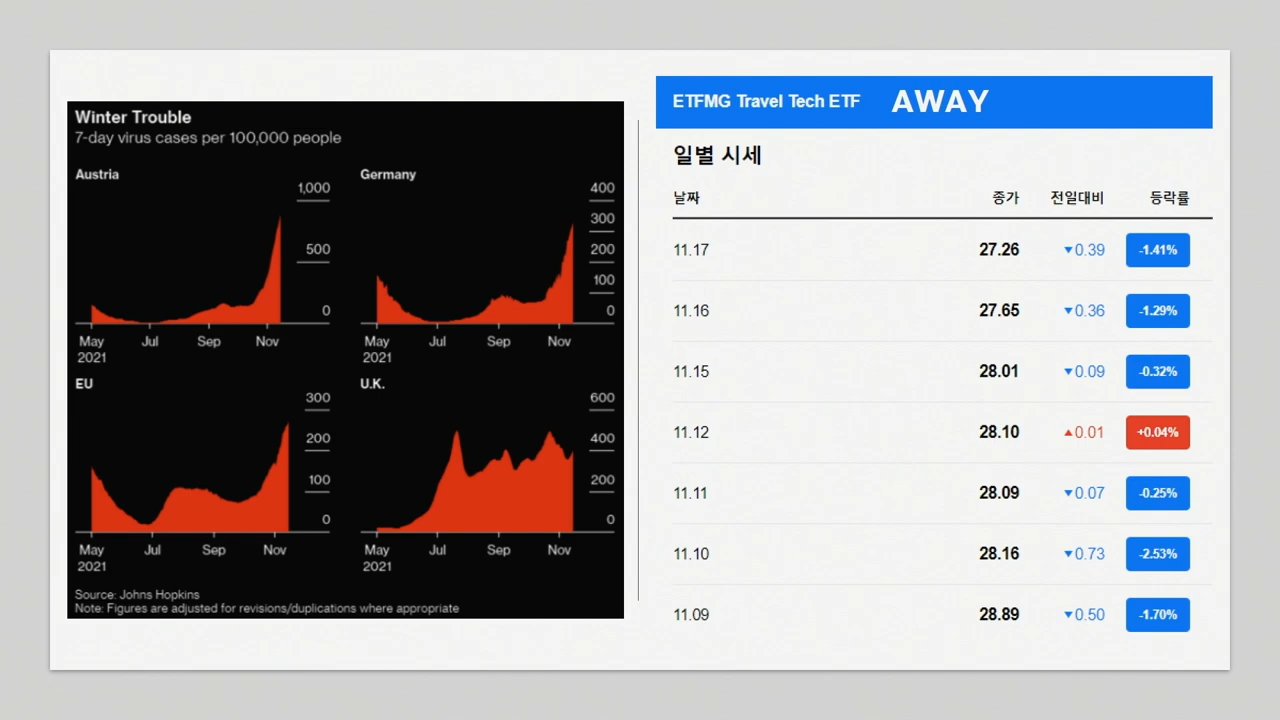 Winter Trouble
7-day virus cases per 100,000 people
Austria
1,000
500
0
May Jul Sep Nov
2021
Germany
400
300
200
100
0
May Jul Sep Nov
2021
EU
300
200
100
0
May Jul Sep Nov
2021
U.K.
600
400
200
0
May Jul Sep Nov
2021
Source: Johns Hopkins
Note: Figures are adjusted for revisions/duplications where appropriate
ETFMG Travel Tech ETF AWAY
일별 시세
날짜 종가 전일대비 등락률
11.17 27.26 ▼0.39 -1.41%
11.16 27.65 ▼0.36 -1.29%
11.15 28.01 ▼0.09 -0.32%
11.12 28.10 ▲0.01 +0.04%
11.11 28.09 ▼0.07 -0.25%
11.10 28.16 ▼0.73 -2.53%
11.09 28.89 ▼0.50 -1.70%